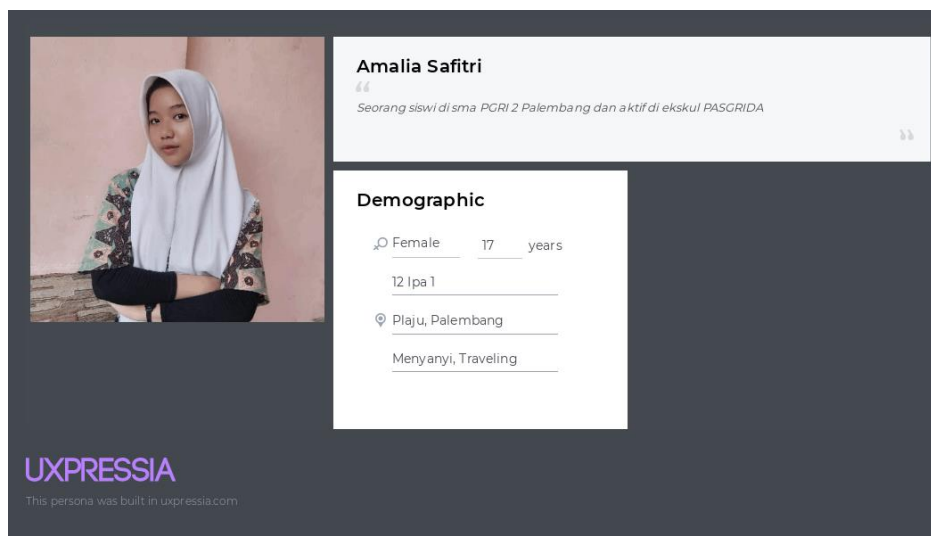 Amalia Safitri
“
Seorang siswi di sma PGRI 2 Palembang dan aktif di ekskul PASGRIDA
”
Demographic
Female 17 years
12 Ipa 1
Plaju, Palembang
Menyanyi, Traveling
UXPRESSIA
This persona was built in uxpressia.com